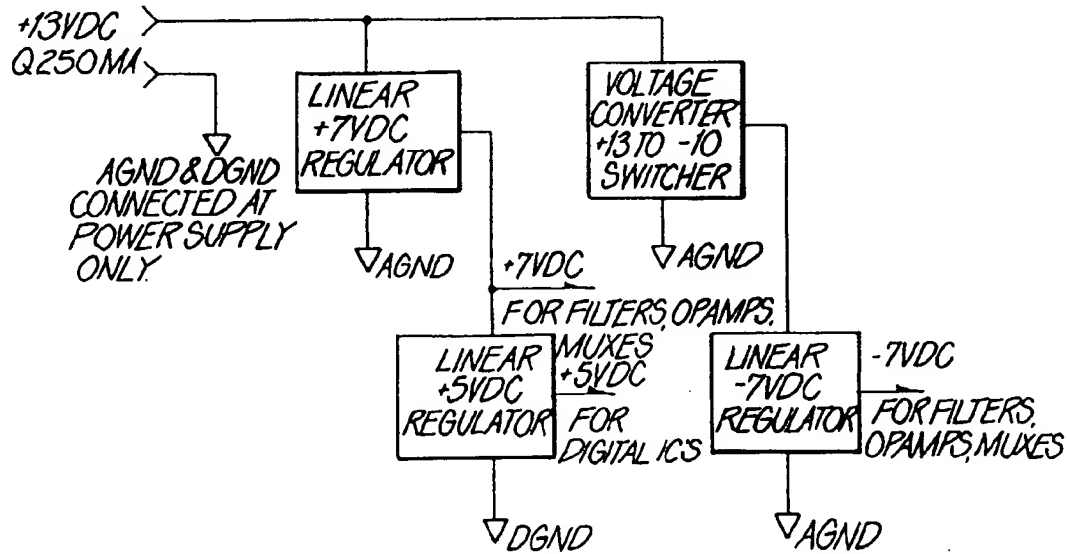 +13VDC
Q250MA
AGND & DGND
CONNECTED AT
POWER SUPPLY
ONLY.
LINEAR
+7VDC
REGULATOR
AGND
VOLTAGE
CONVERTER
+13 TO -10
SWITCHER
AGND
+7VDC
FOR FILTERS, OPAMPS,
MUXES
LINEAR
+5VDC
REGULATOR
+5VDC
FOR
DIGITAL IC'S
DGND
LINEAR
-7VDC
REGULATOR
-7VDC
FOR FILTERS,
OPAMPS, MUXES
AGND